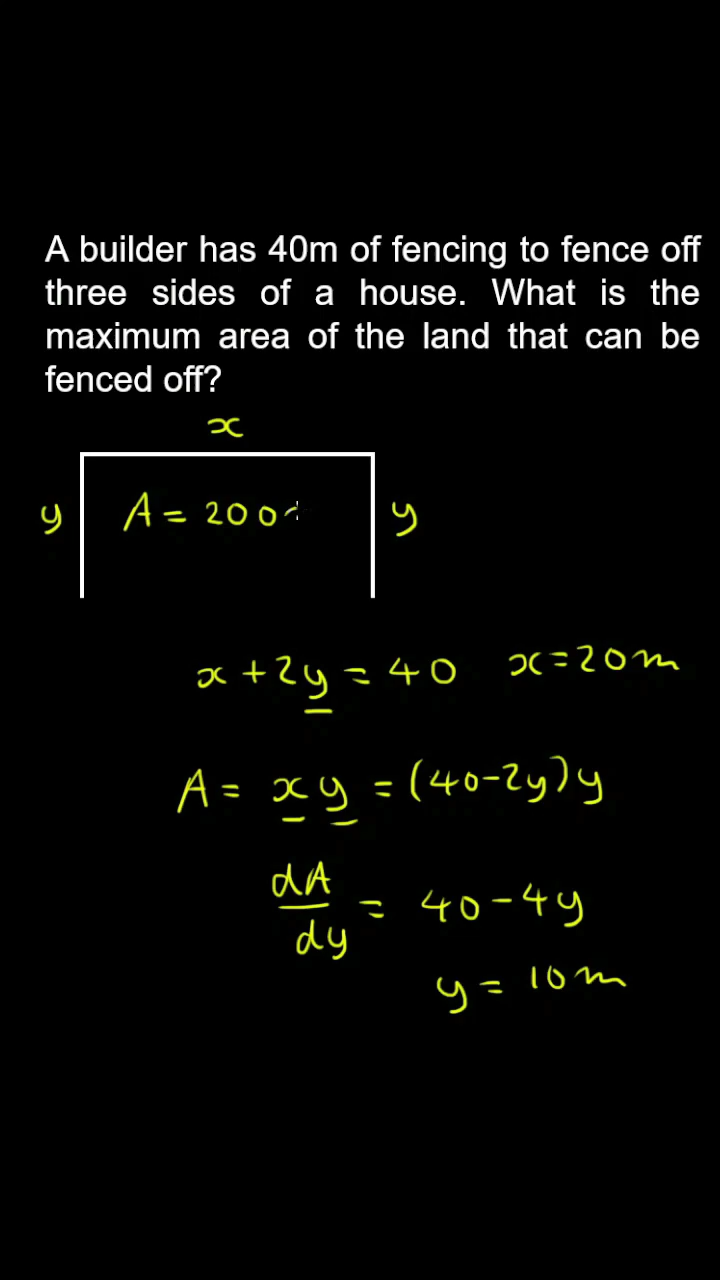 A builder has 40m of fencing to fence off
three sides of a house. What is the
maximum area of the land that can be
fenced off?
x
y A = 200 y
x + 2y = 40 x = 20m
A = xy = (40-2y)y
dA/dy = 40 - 4y
y = 10m